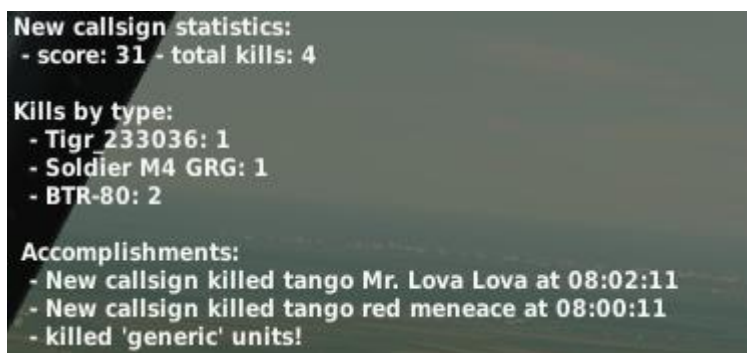 New callsign statistics:
- score: 31 - total kills: 4
Kills by type:
- Tigr_233036: 1
- Soldier M4 GRG: 1
- BTR-80: 2
Accomplishments:
- New callsign killed tango Mr. Lova Lova at 08:02:11
- New callsign killed tango red meneace at 08:00:11
- killed 'generic' units!